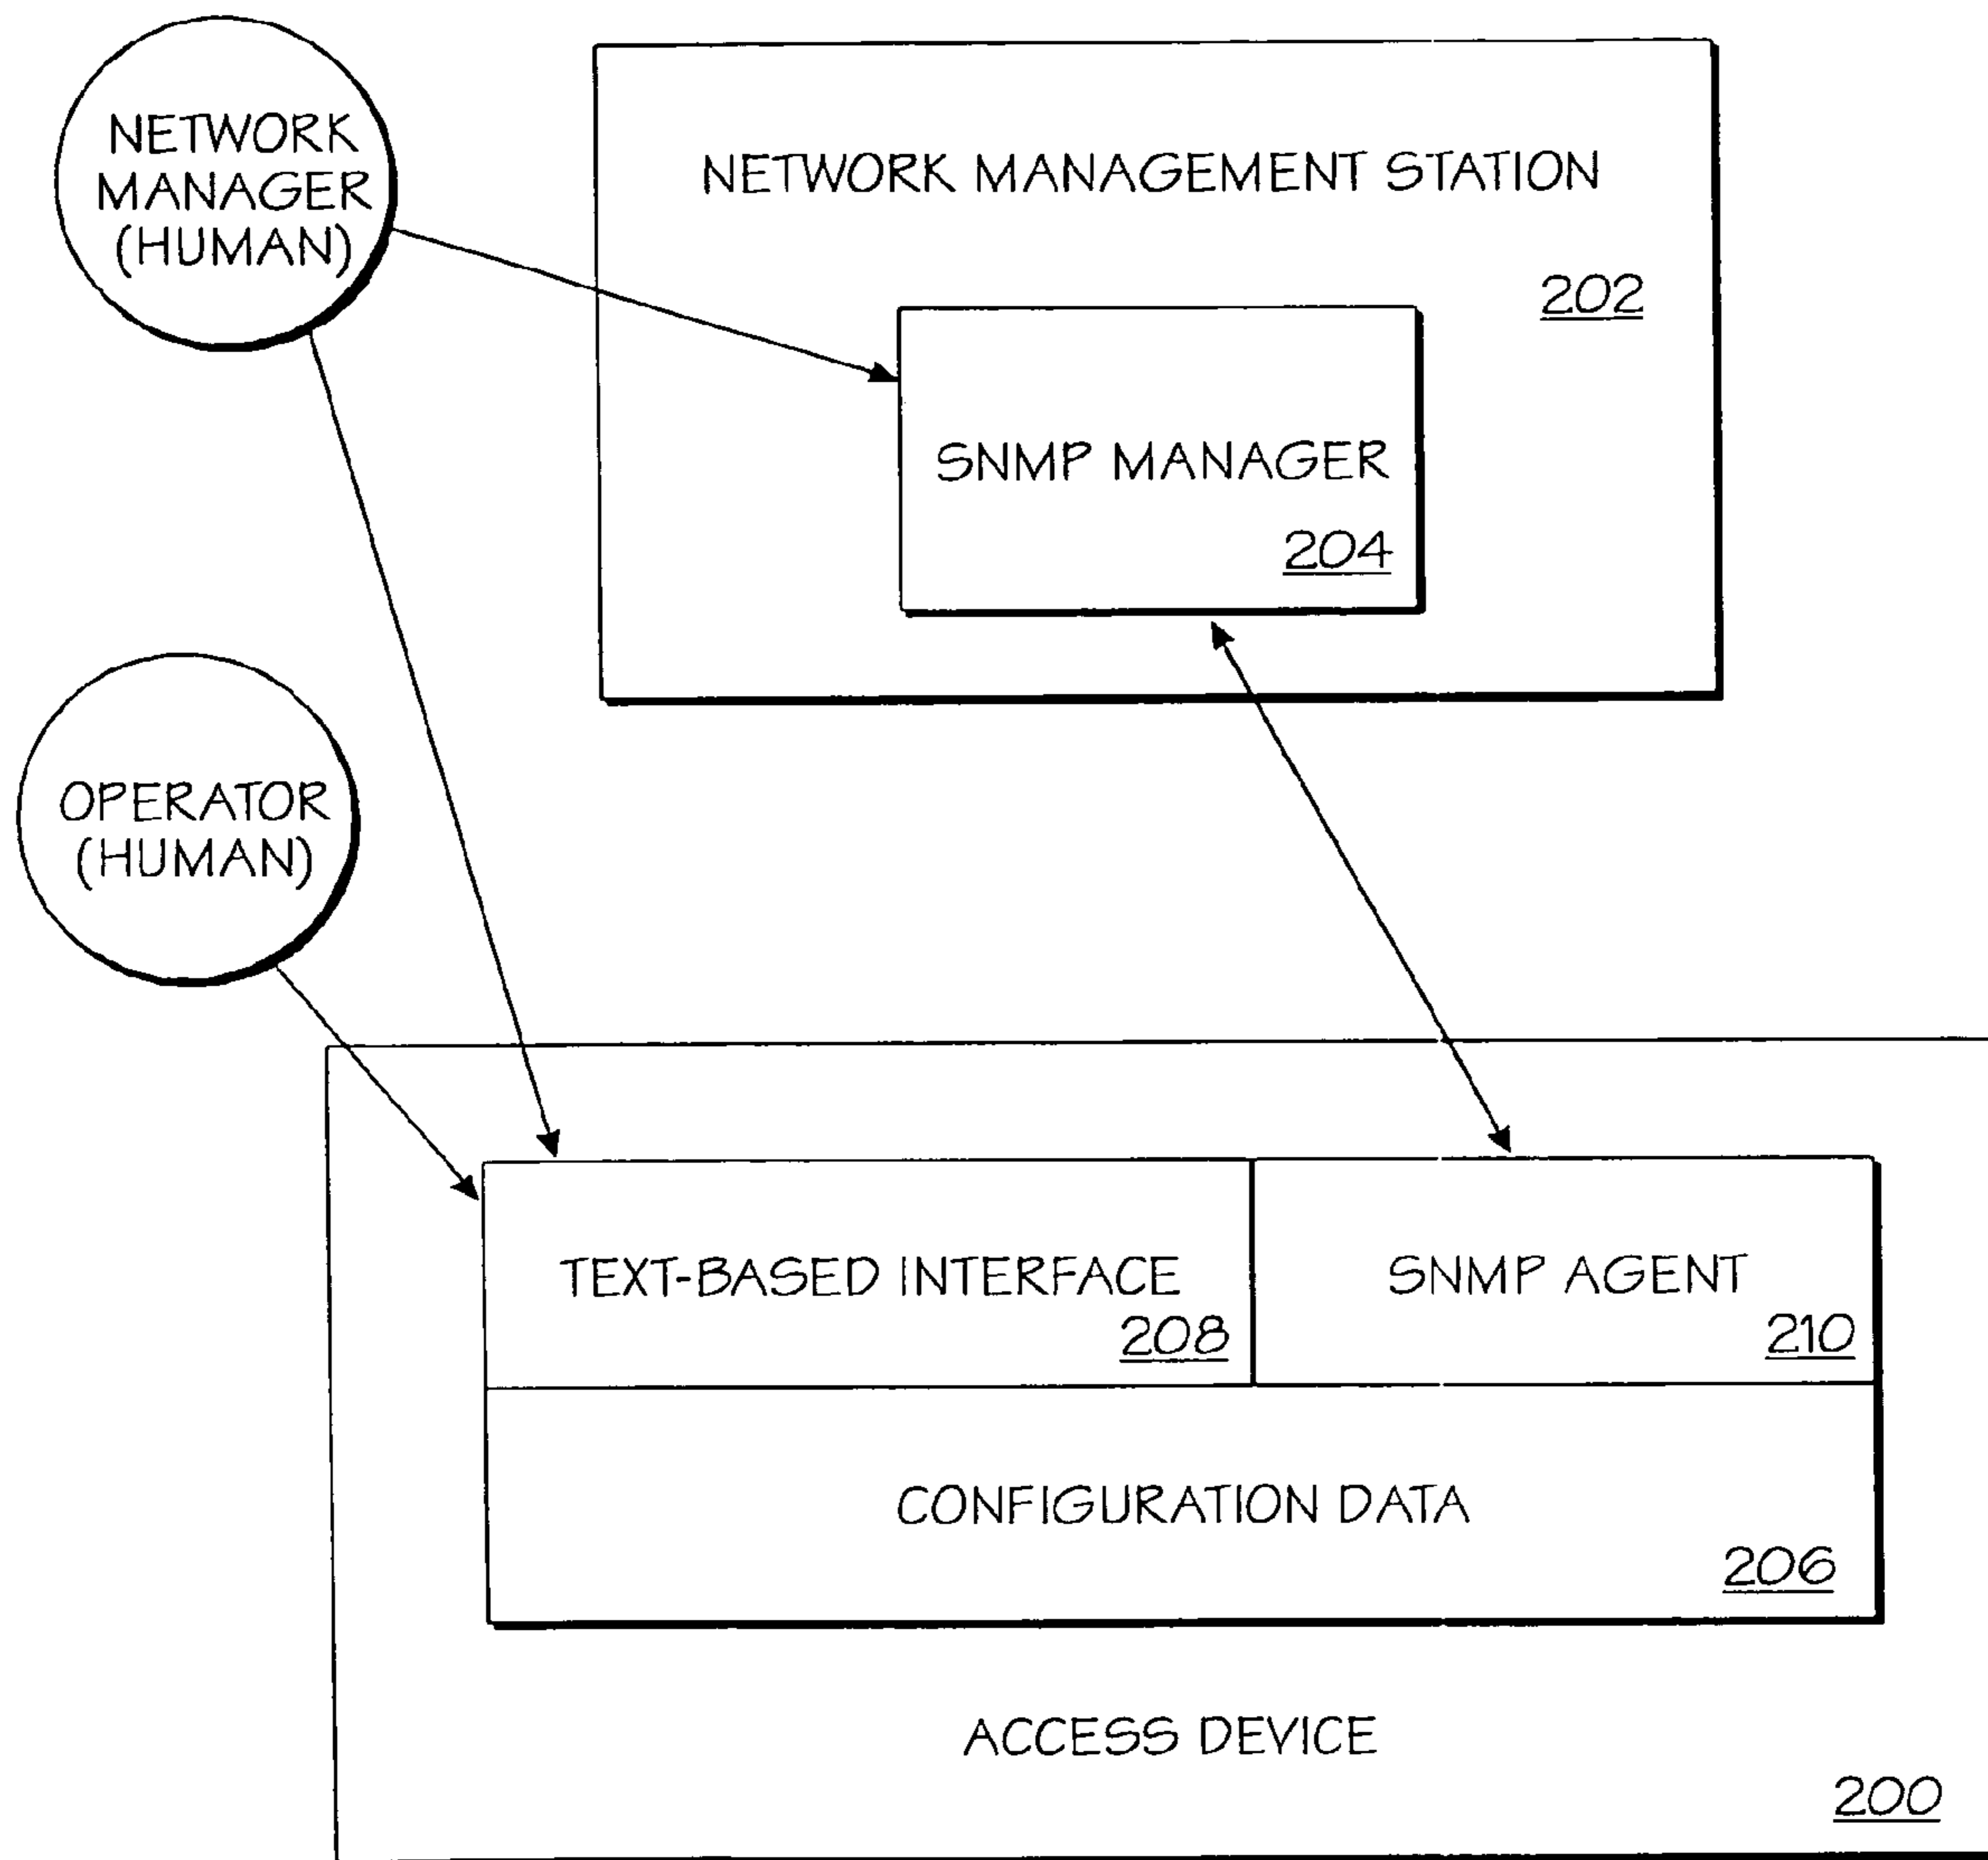 NETWORK
MANAGER
(HUMAN)
NETWORK MANAGEMENT STATION
202
SNMP MANAGER
204
OPERATOR
(HUMAN)
TEXT-BASED INTERFACE
208
SNMP AGENT
210
CONFIGURATION DATA
206
ACCESS DEVICE
200